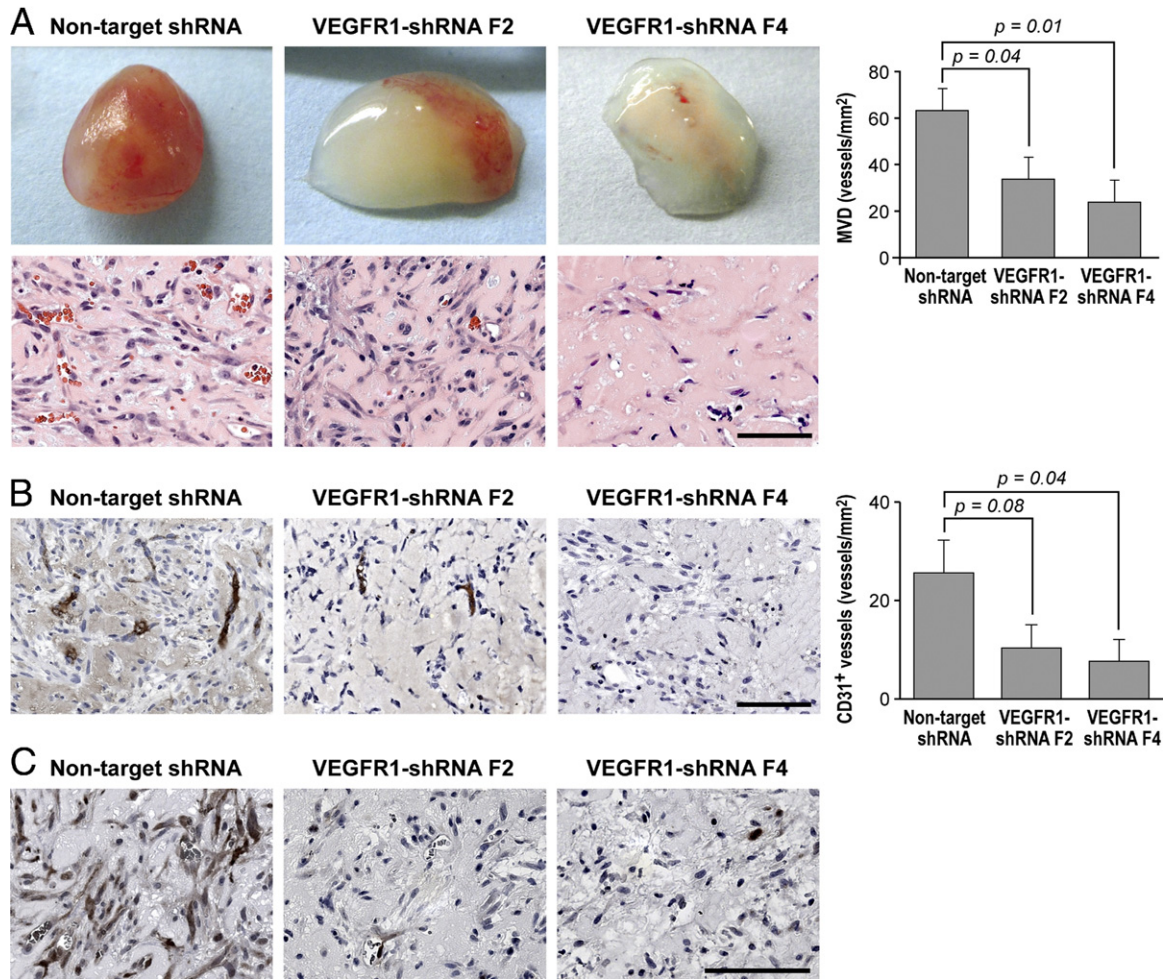 A
Non-target shRNA
VEGFR1-shRNA F2
VEGFR1-shRNA F4
p = 0.01
p = 0.04
80
60
40
20
0
MVD (vessels/mm²)
Non-target
shRNA
VEGFR1-
shRNA F2
VEGFR1-
shRNA F4
B
Non-target shRNA
VEGFR1-shRNA F2
VEGFR1-shRNA F4
p = 0.04
p = 0.08
40
20
0
CD31⁺ vessels (vessels/mm²)
Non-target
shRNA
VEGFR1-
shRNA F2
VEGFR1-
shRNA F4
C
Non-target shRNA
VEGFR1-shRNA F2
VEGFR1-shRNA F4